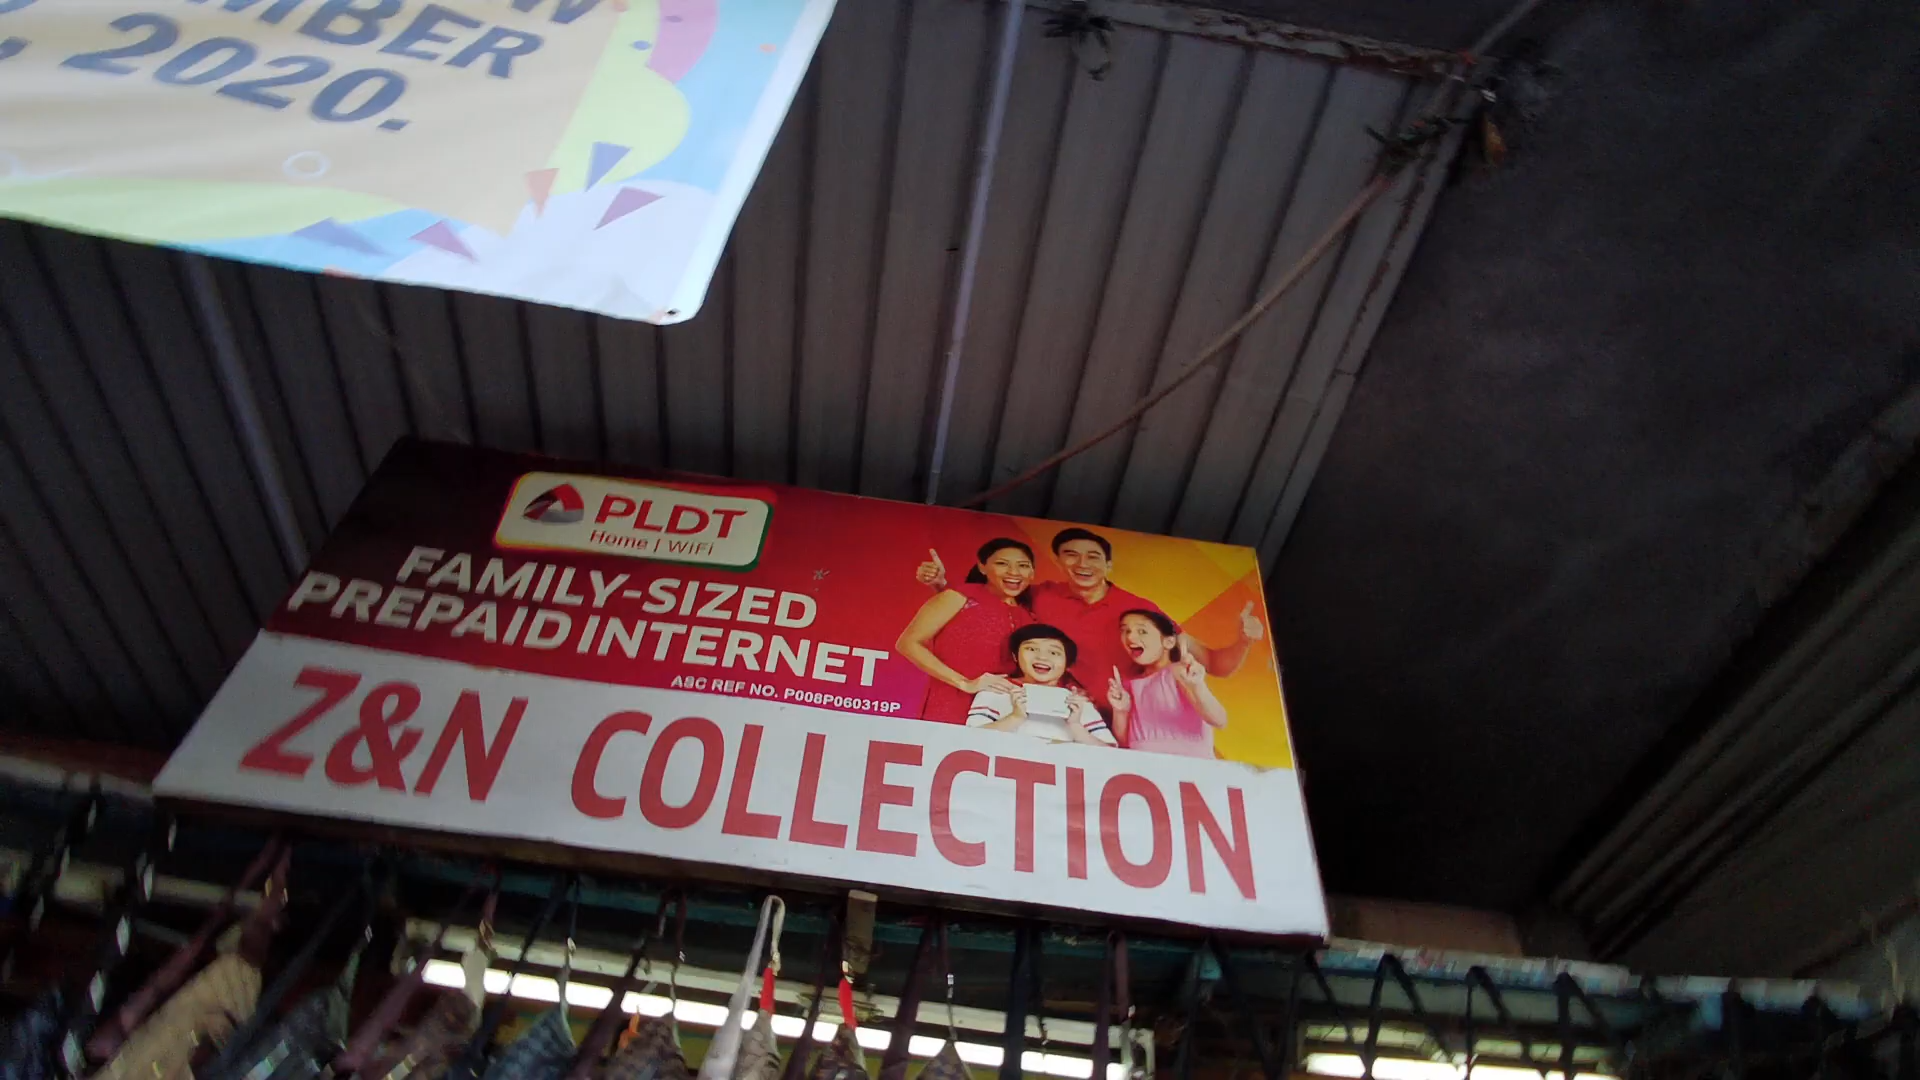 MBER
, 2020.
PLDT
Home | WiFi
FAMILY-SIZED
PREPAID INTERNET
ASC REF NO. P008P060319P
Z&N COLLECTION